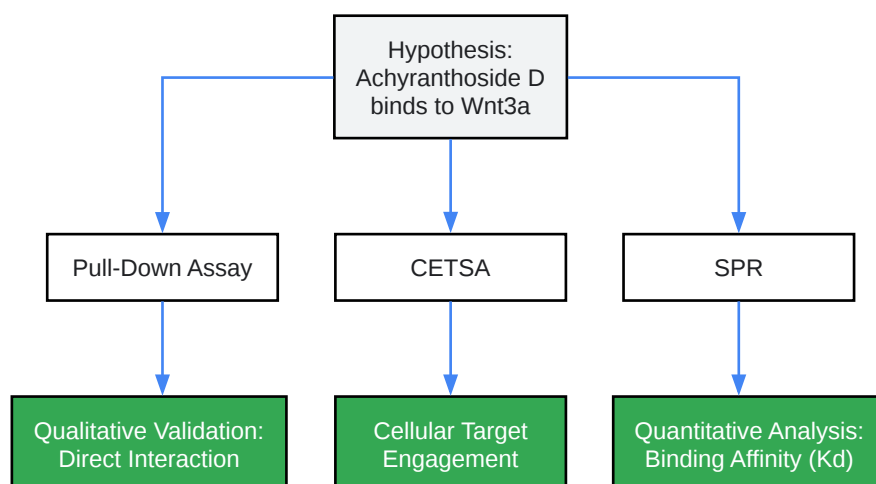 Hypothesis:
Achyranthoside D
binds to Wnt3a
Pull-Down Assay
CETSA
SPR
Qualitative Validation:
Direct Interaction
Cellular Target
Engagement
Quantitative Analysis:
Binding Affinity (Kd)